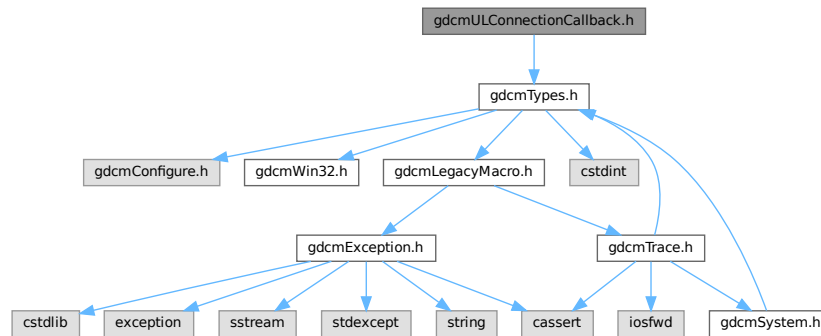 gdcmULConnectionCallback.h
gdcmTypes.h
gdcmConfigure.h
gdcmWin32.h
gdcmLegacyMacro.h
cstdint
gdcmException.h
gdcmTrace.h
cstdlib
exception
sstream
stdexcept
string
cassert
iosfwd
gdcmSystem.h